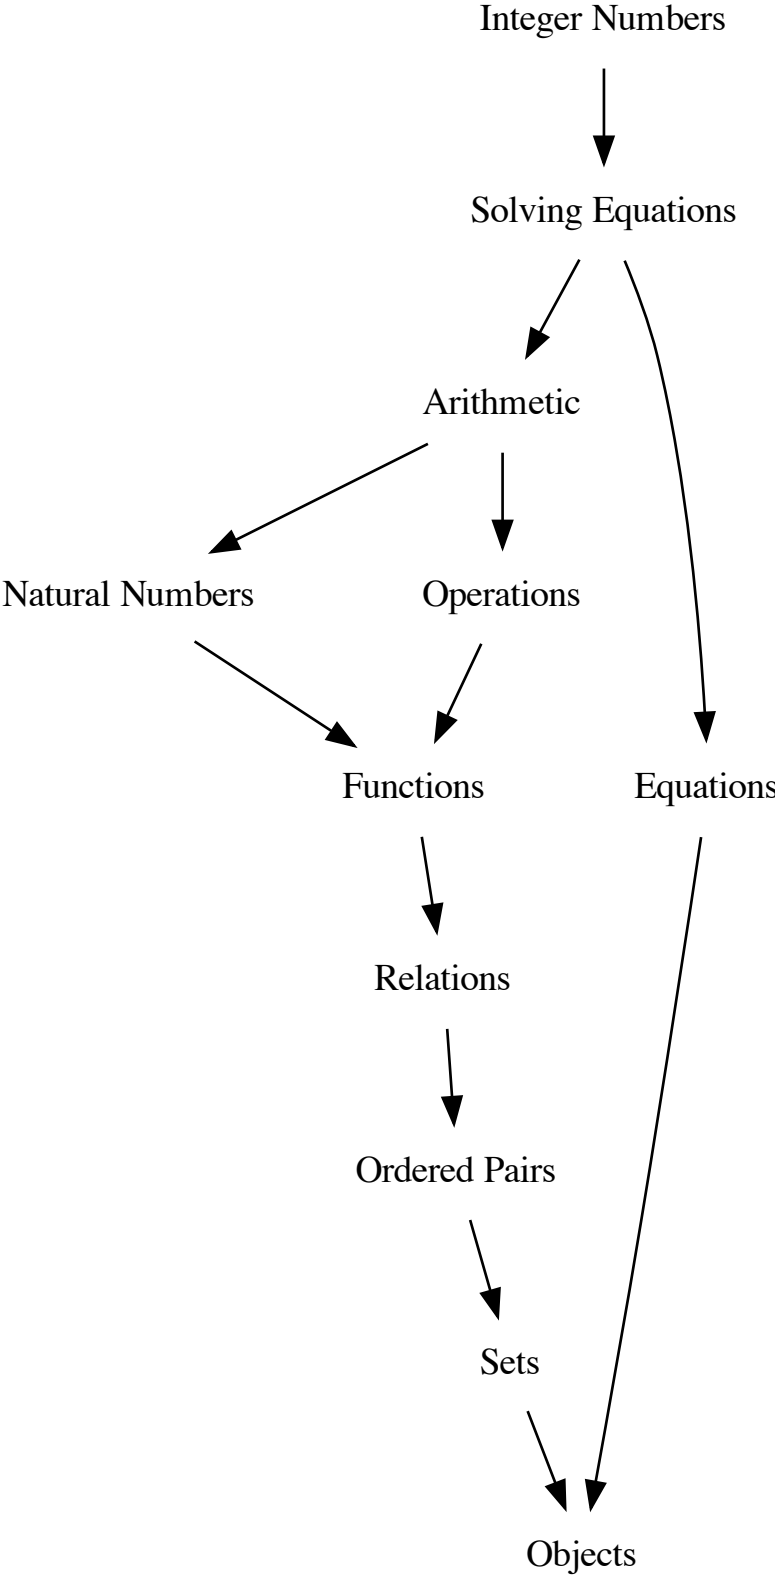 Integer Numbers
Solving Equations
Arithmetic
Natural Numbers
Operations
Functions
Equations
Relations
Ordered Pairs
Sets
Objects